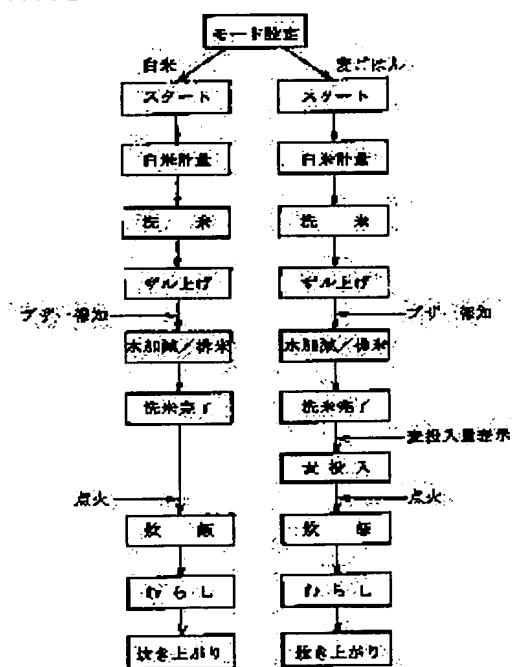 モード設定
白米
麦ごはん
スタート
スタート
白米計量
白米計量
洗米
洗米
ザル上げ
ザル上げ
ブザー報知
ブザー報知
水加減／排米
水加減／排米
洗米完了
洗米完了
麦投入量表示
麦投入
点火
点火
炊飯
炊飯
むらし
むらし
炊き上がり
炊き上がり